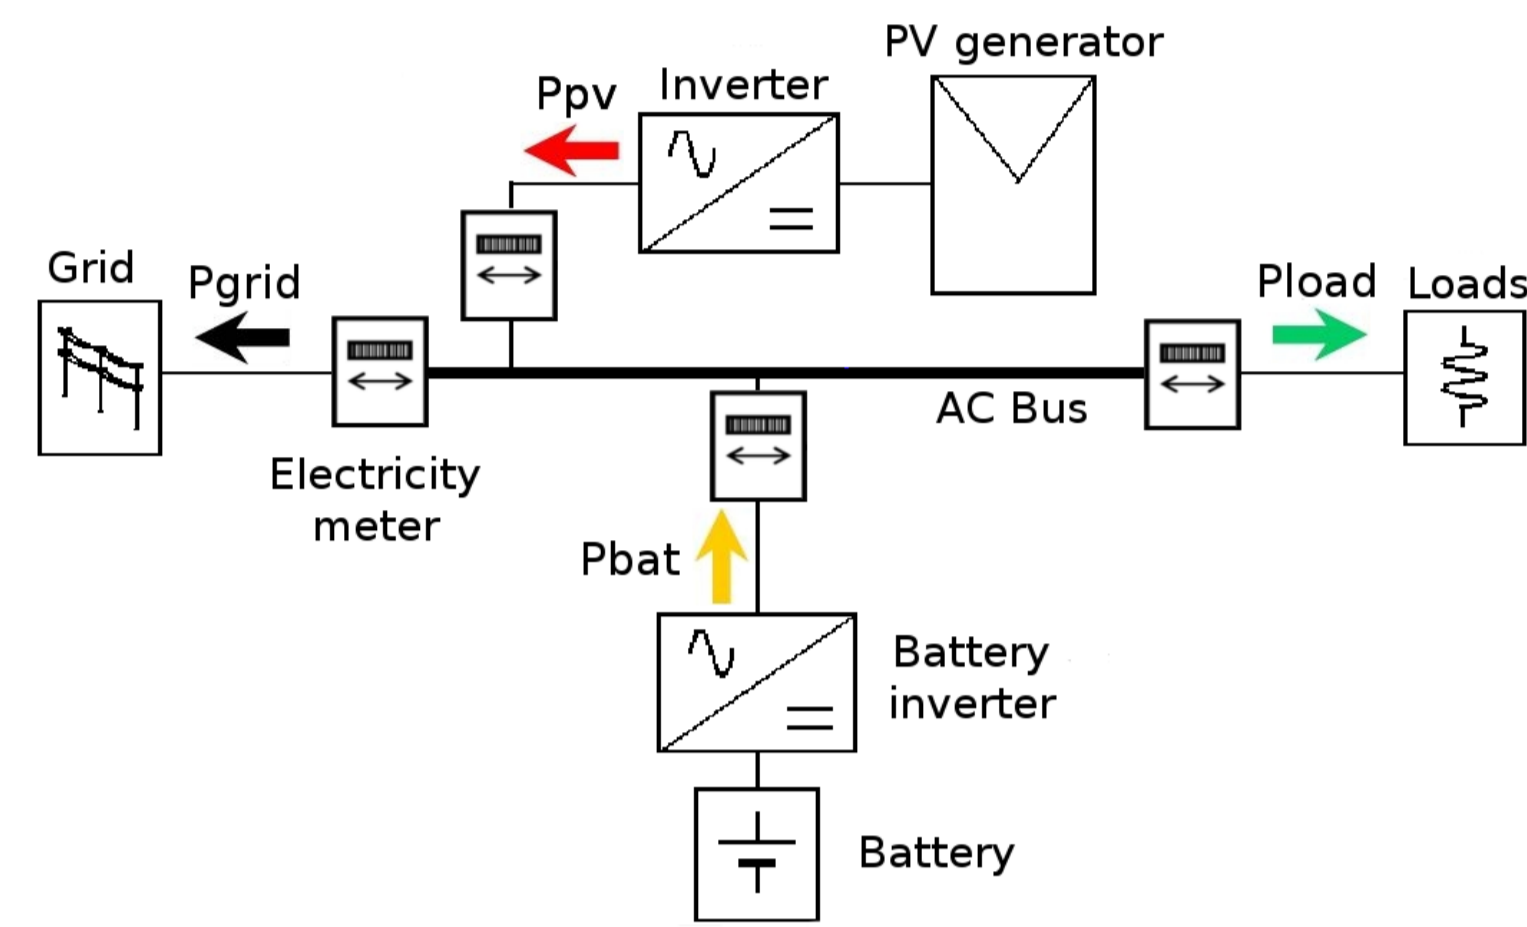 PV generator
Inverter
Ppv
Grid
Pgrid
Pload
Loads
AC Bus
Electricity
meter
Pbat
Battery
inverter
Battery